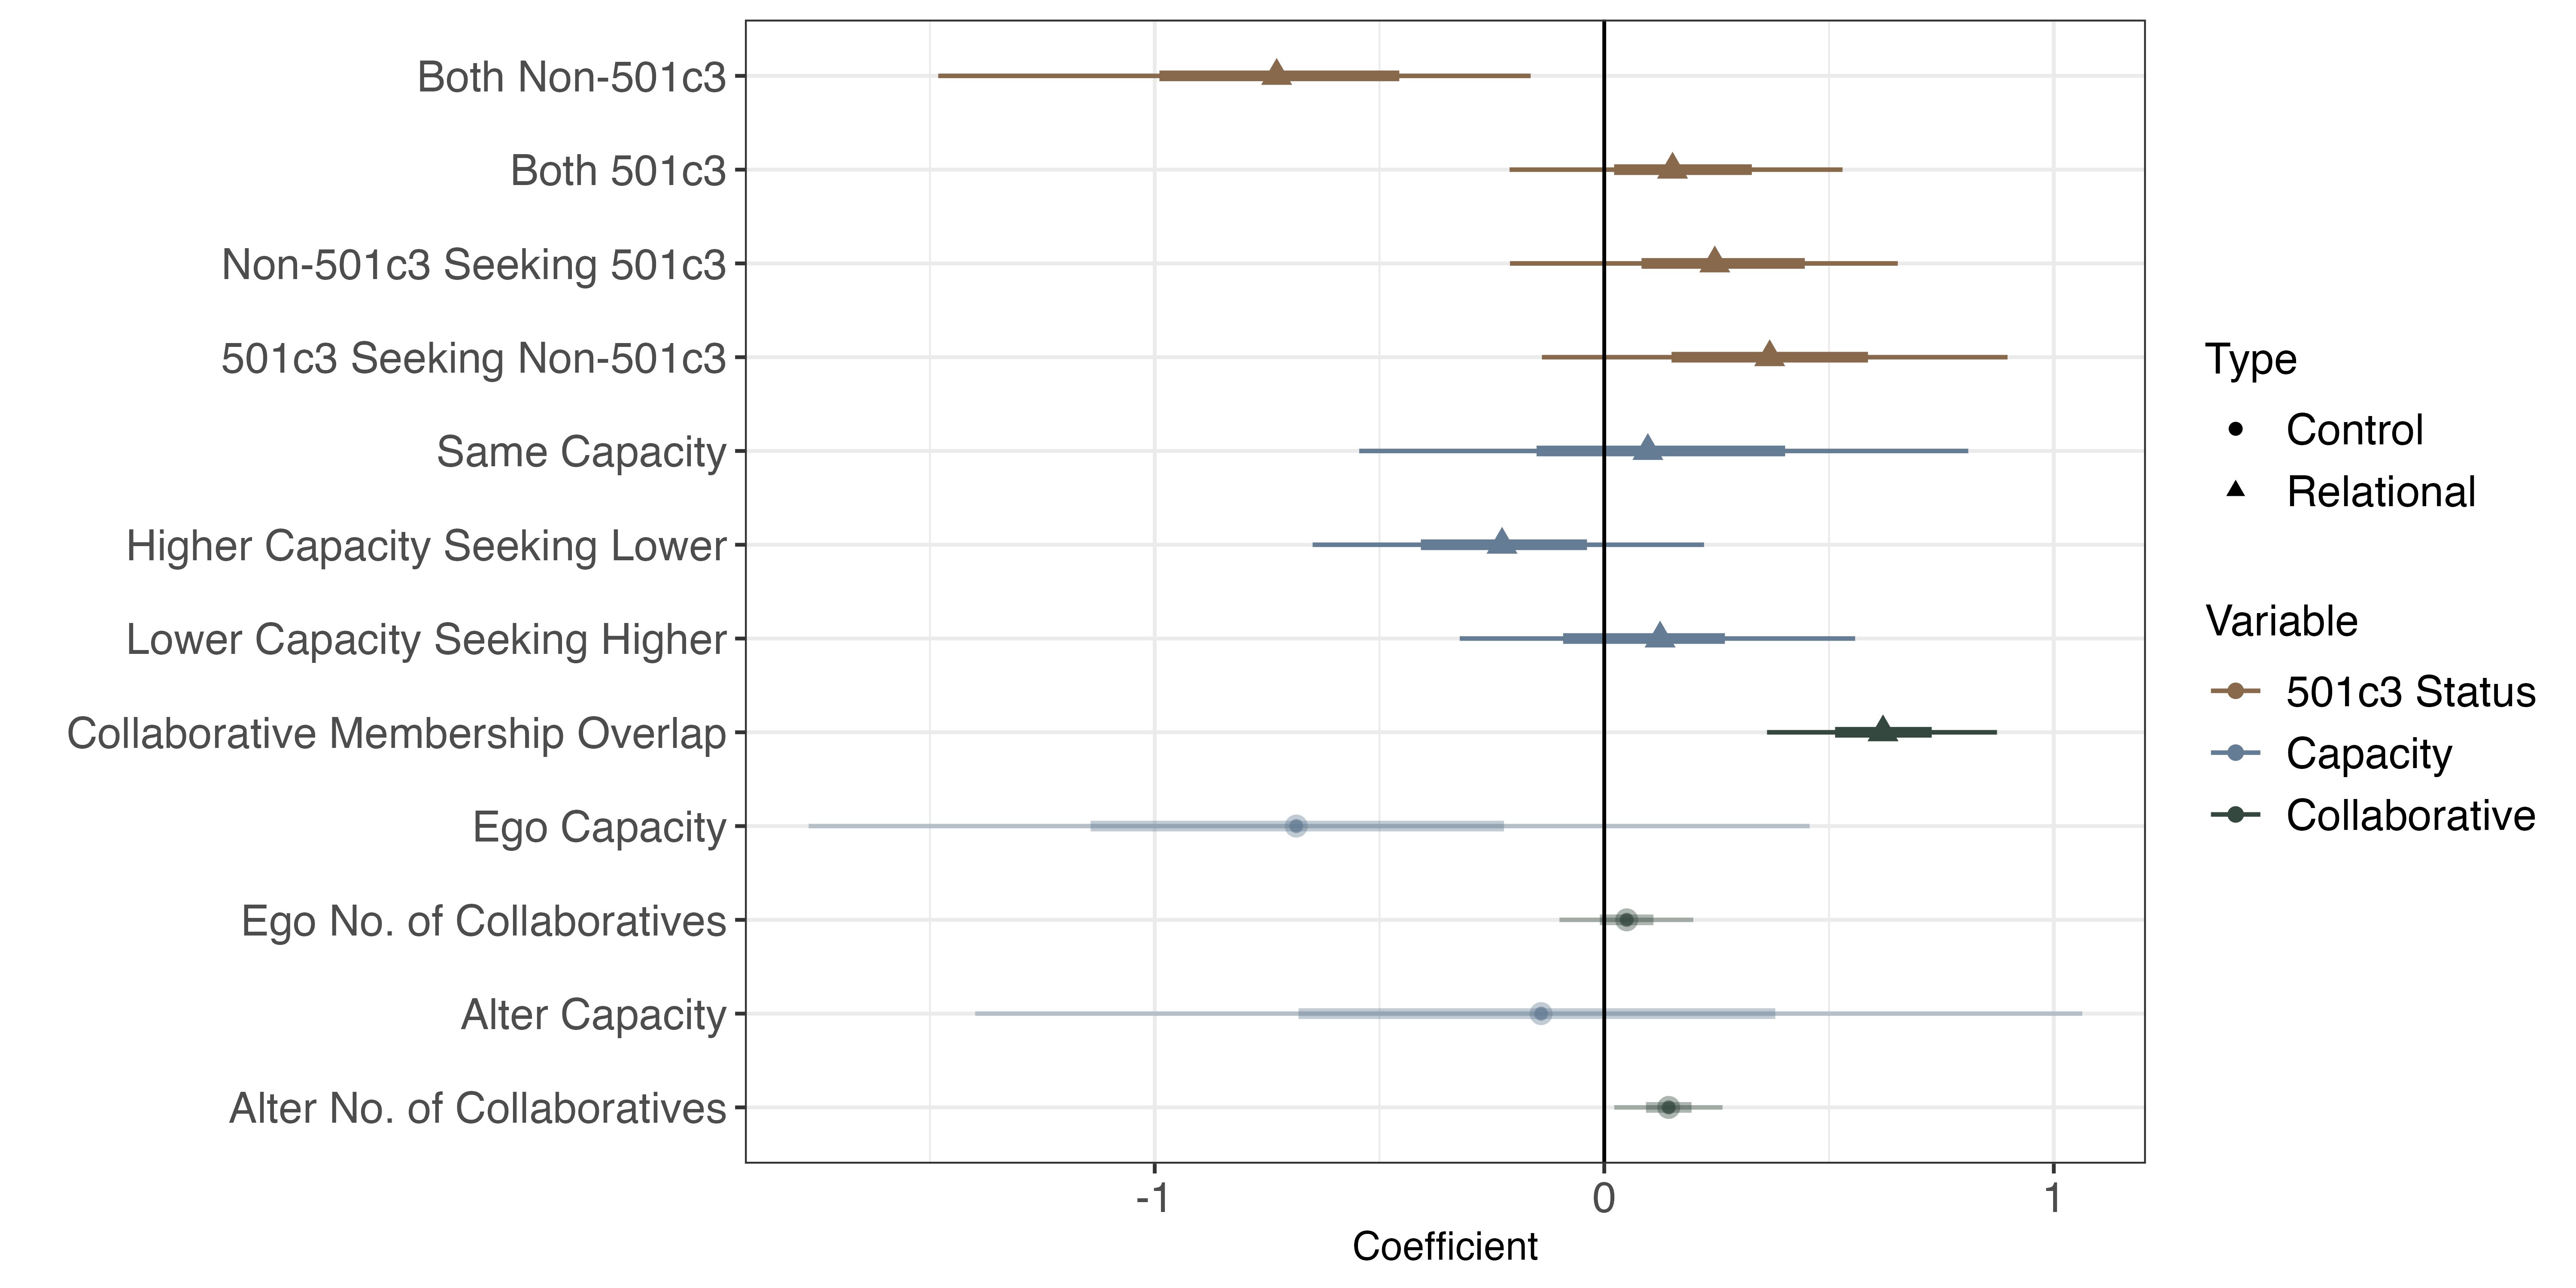 Both Non-501c3
Both 501c3
Non-501c3 Seeking 501c3
501c3 Seeking Non-501c3
Same Capacity
Higher Capacity Seeking Lower
Lower Capacity Seeking Higher
Collaborative Membership Overlap
Ego Capacity
Ego No. of Collaboratives
Alter Capacity
Alter No. of Collaboratives
-1
0
1
Coefficient
Type
Control
Relational
Variable
501c3 Status
Capacity
Collaborative